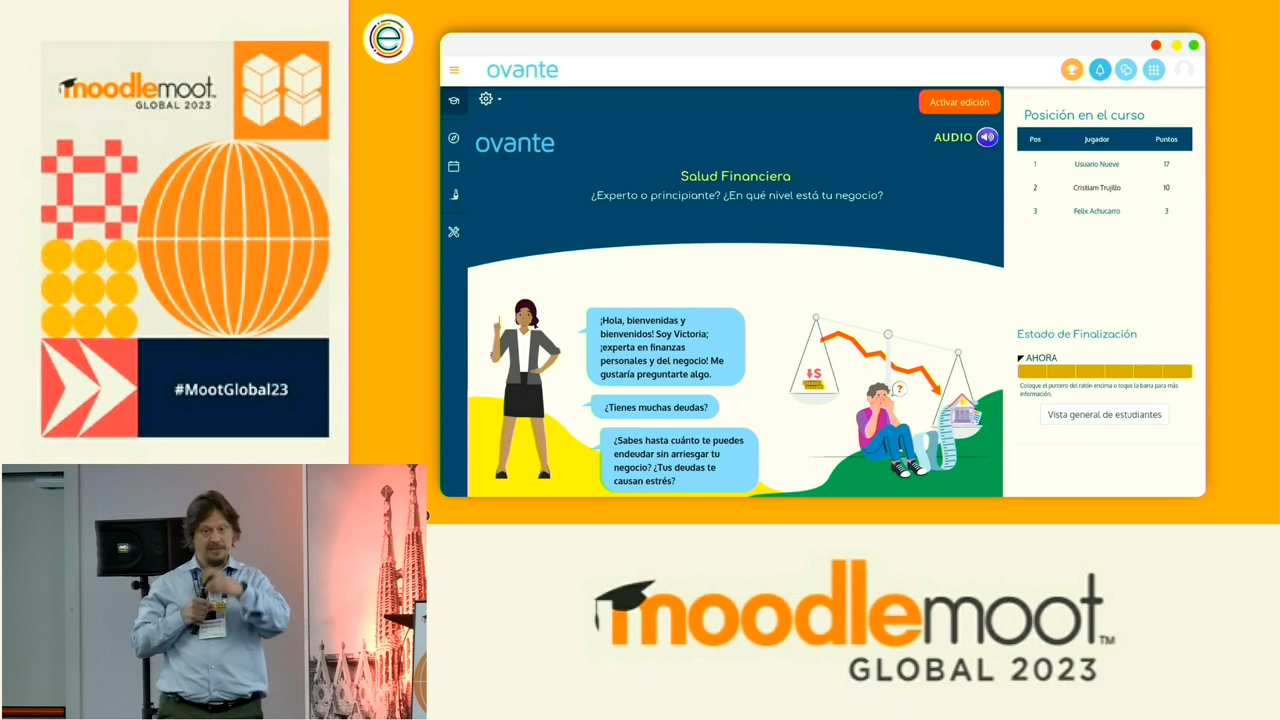 moodlemoot
GLOBAL 2023
#MootGlobal23
e
ovante
Activar edición
ovante
AUDIO
Salud Financiera
¿Experto o principiante? ¿En qué nivel está tu negocio?
¡Hola, bienvenidas y
bienvenidos! Soy Victoria;
¡experta en finanzas
personales y del negocio! Me
gustaría preguntarte algo.
¿Tienes muchas deudas?
¿Sabes hasta cuánto te puedes
endeudar sin arriesgar tu
negocio? ¿Tus deudas te
causan estrés?
$
?
Posición en el curso
Pos Jugador Puntos
1 Usuario Nueve 17
2 Cristiam Trujillo 10
3 Felix Achucarro 3
Estado de Finalización
AHORA
Coloque el puntero del ratón encima o toque la barra para más
información.
Vista general de estudiantes
moodlemoot™
GLOBAL 2023